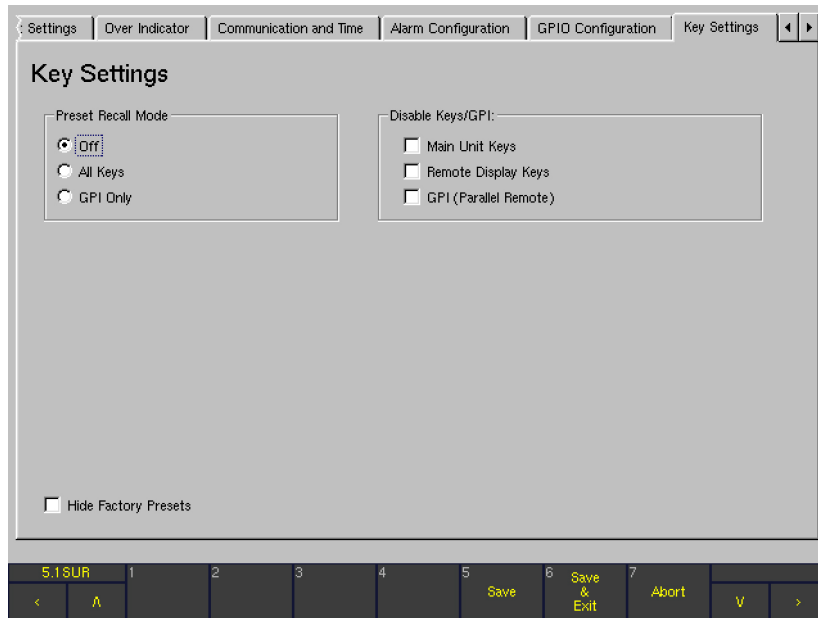 : Settings
Over Indicator
Communication and Time
Alarm Configuration
GPIO Configuration
Key Settings
Key Settings
Preset Recall Mode
Off
All Keys
GPI Only
Disable Keys/GPI:
Main Unit Keys
Remote Display Keys
GPI (Parallel Remote)
Hide Factory Presets
5.1SUR
1
2
3
4
5
Save
6
Save
&
Exit
7
Abort
<
Λ
V
>